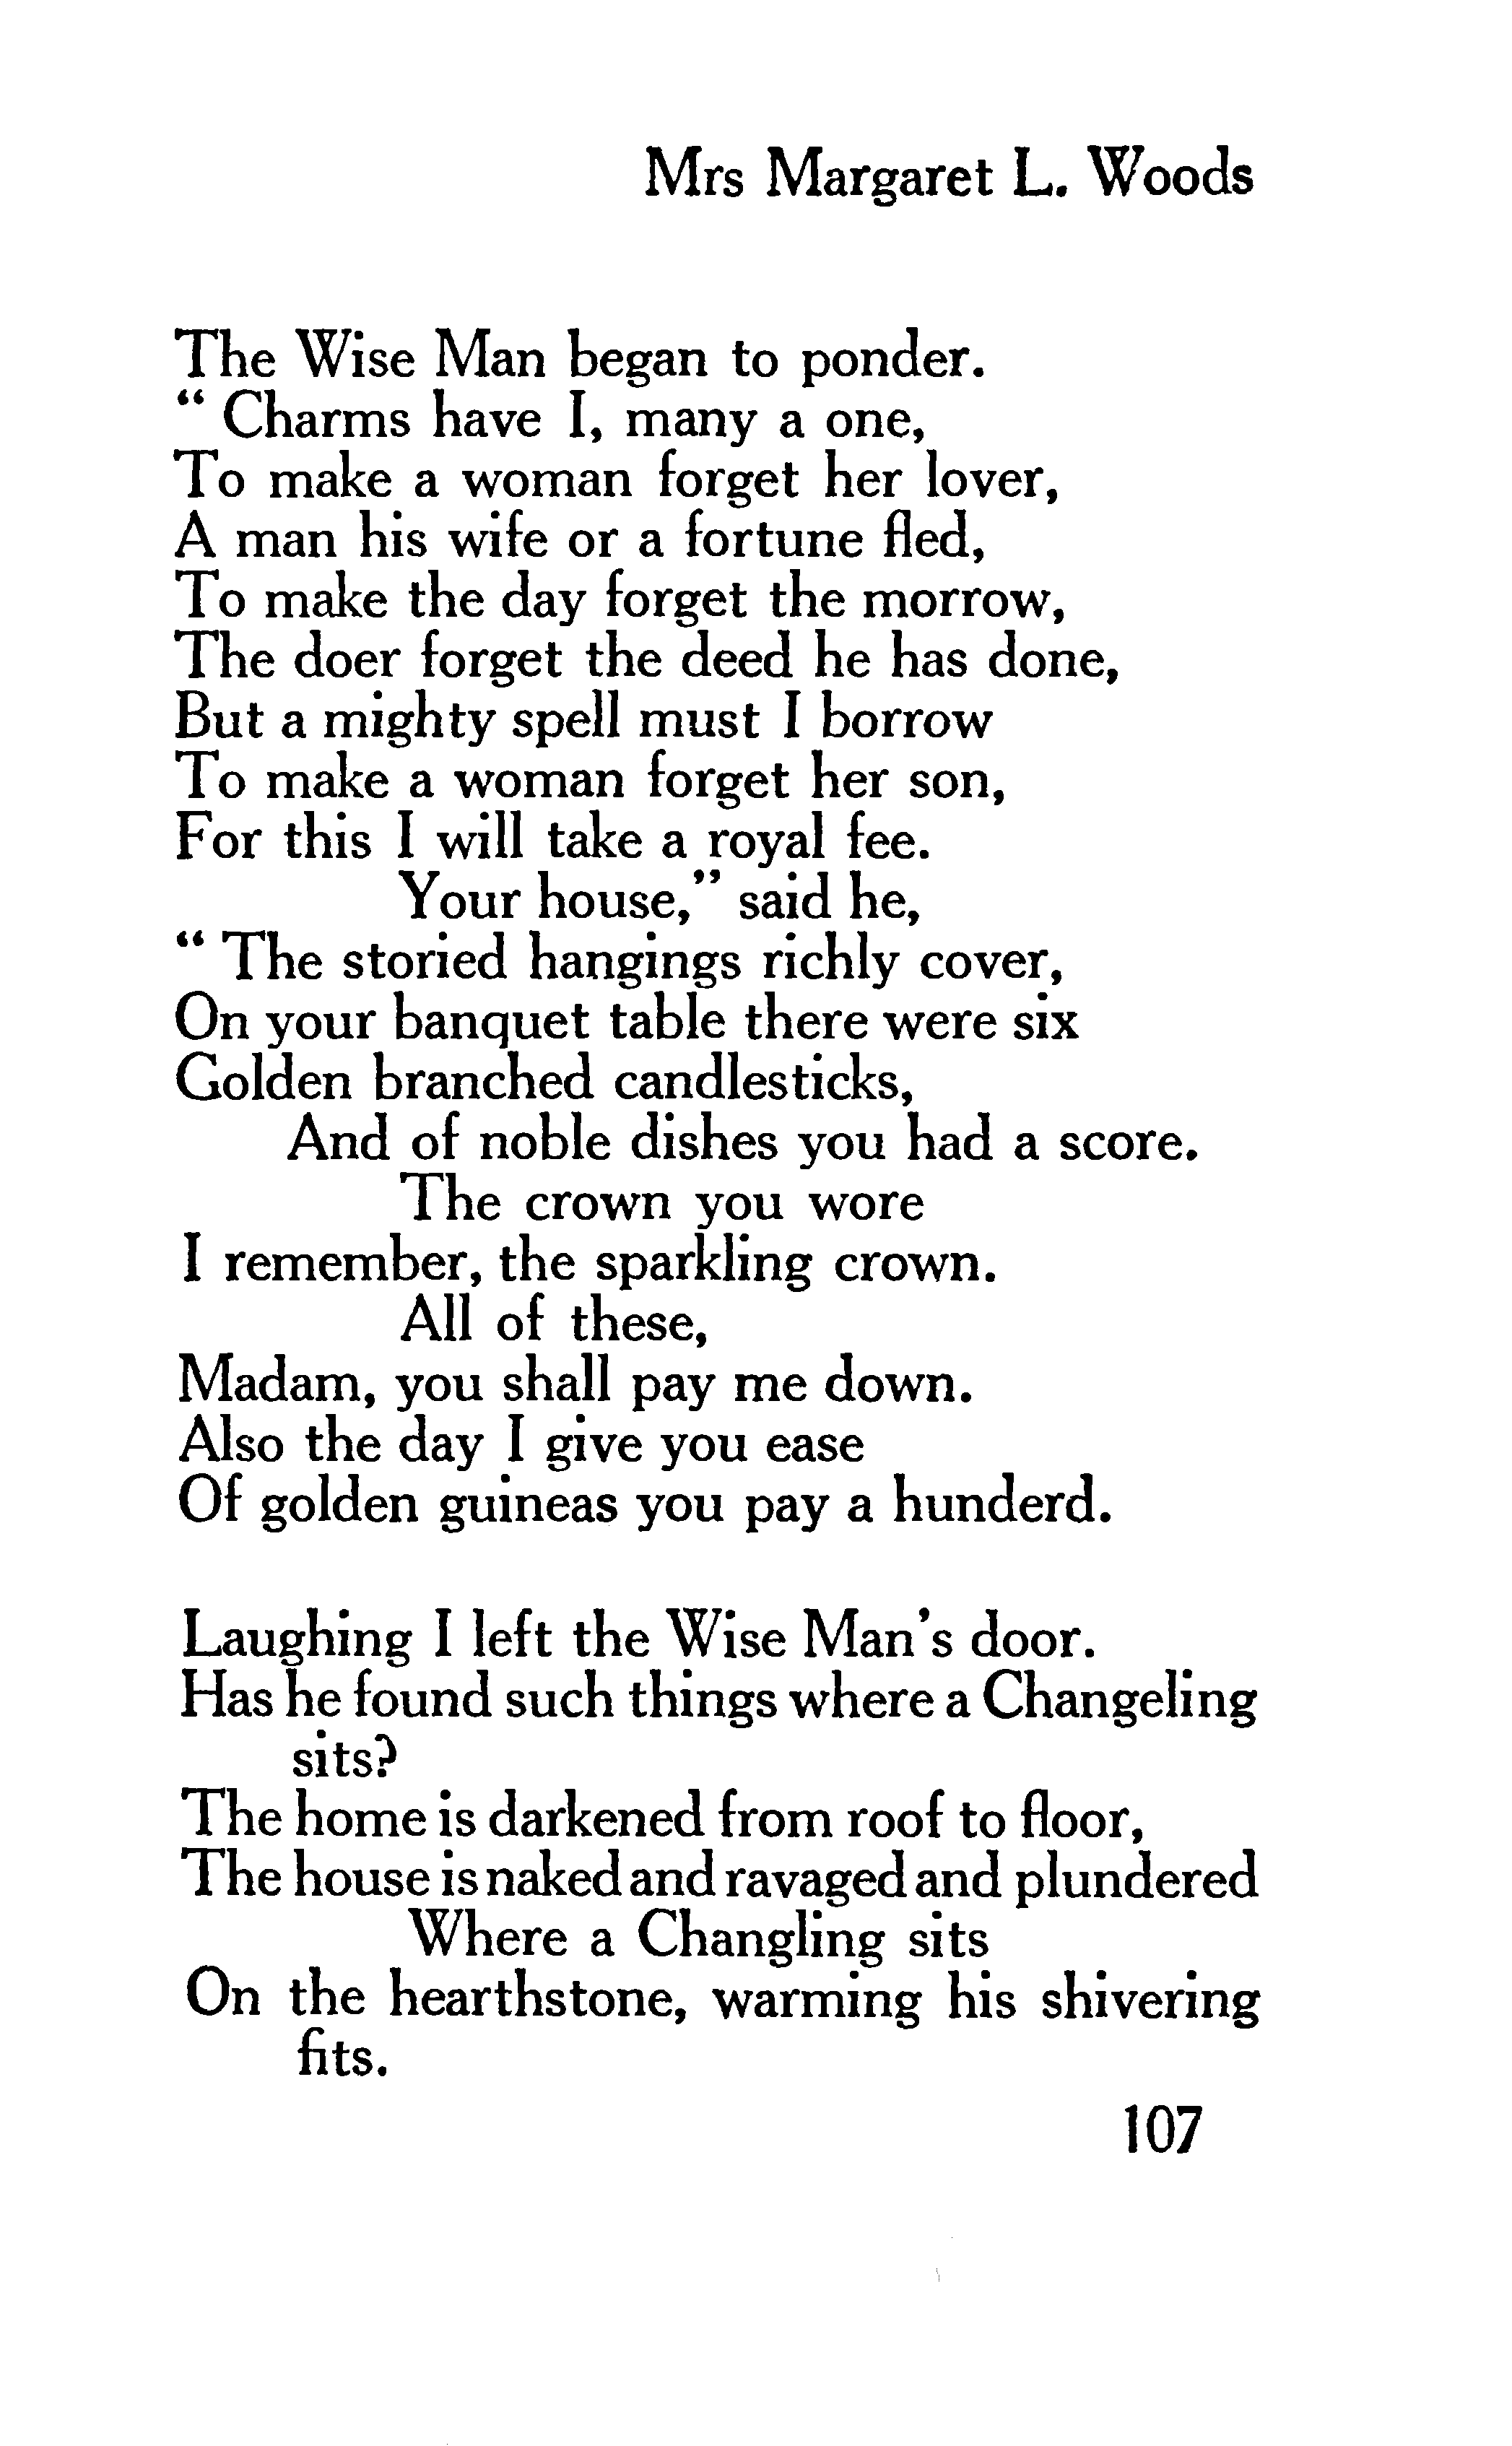 Mrs Margaret L. Woods
The Wise Man began to ponder.
“ Charms have I, many a one,
To make a woman forget her lover,
A man his wife or a fortune fled,
To make the day forget the morrow,
The doer forget the deed he has done,
But a mighty spell must I borrow
To make a woman forget her son,
For this I will take a royal fee.
Your house,” said he,
“ The storied hangings richly cover,
On your banquet table there were six
Golden branched candlesticks,
And of noble dishes you had a score.
The crown you wore
I remember, the sparkling crown.
All of these,
Madam, you shall pay me down.
Also the day I give you ease
Of golden guineas you pay a hunderd.
Laughing I left the Wise Man’s door.
Has he found such things where a Changeling
sits?
The home is darkened from roof to floor,
The house is naked and ravaged and plundered
Where a Changling sits
On the hearthstone, warming his shivering
fits.
107